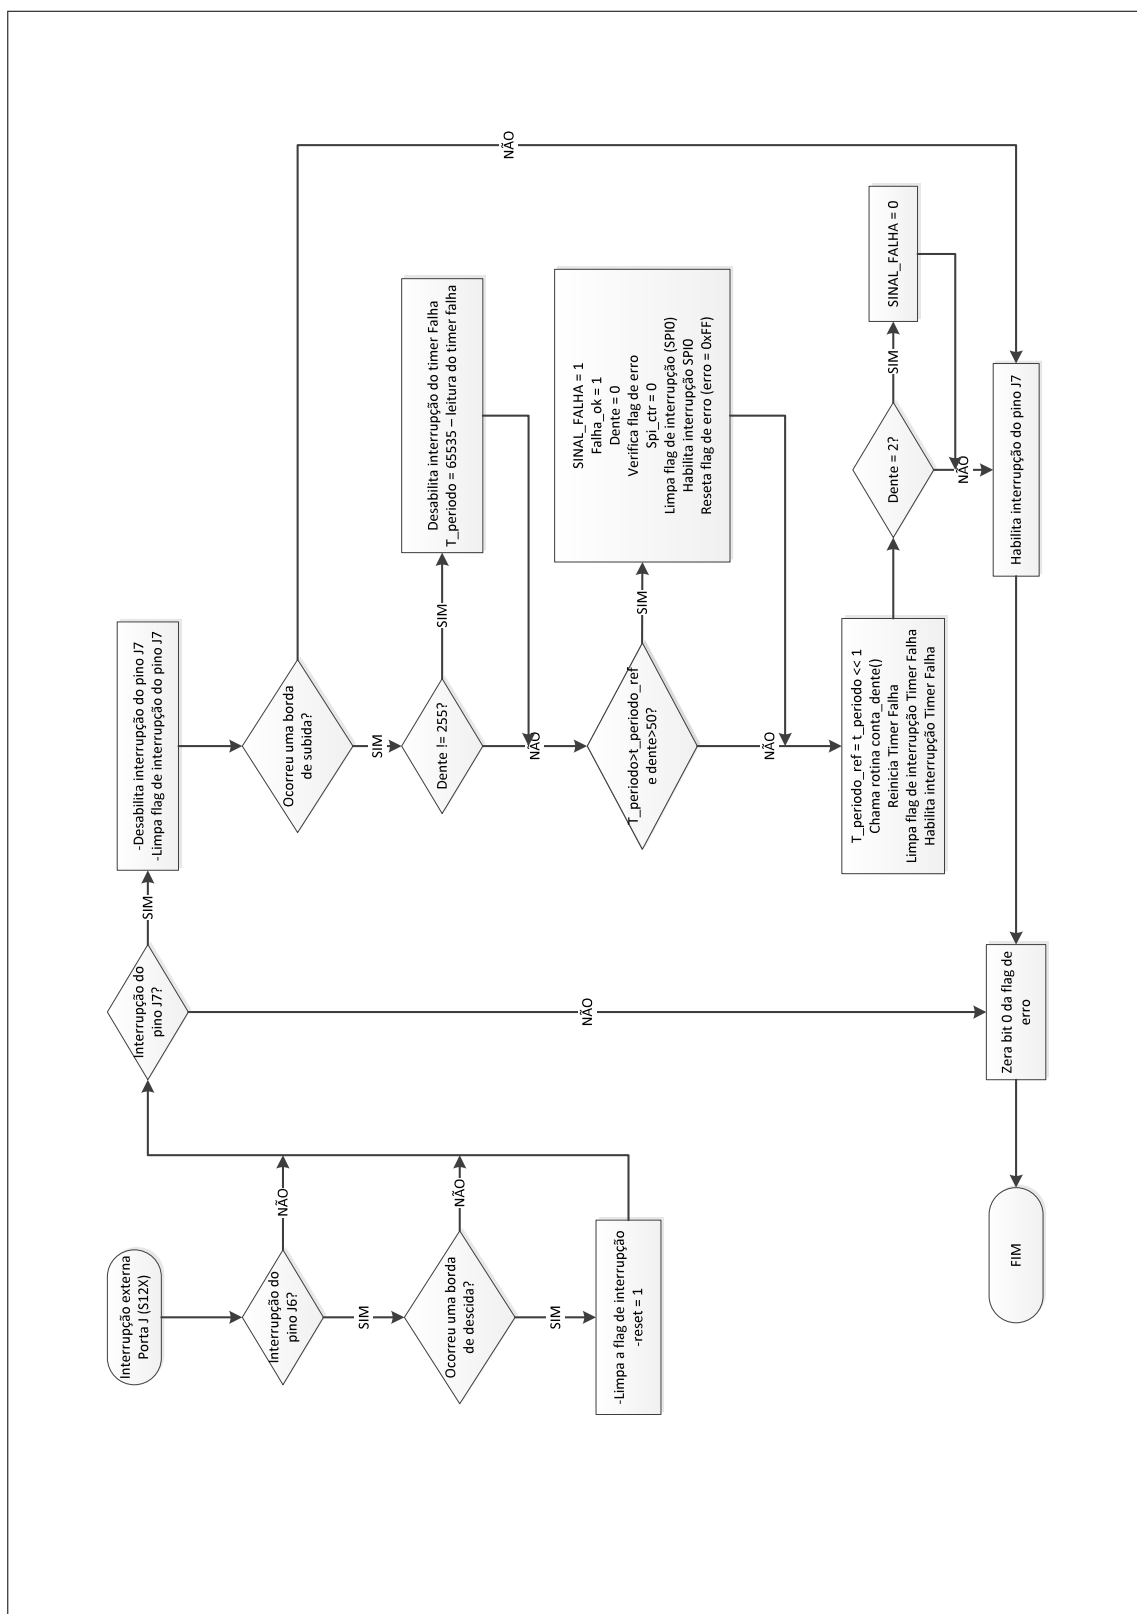 Interrupção externa
Porta J (S12X)
Interrupção do
pino J6?
NÃO
SIM
Ocorreu uma borda
de descida?
NÃO
SIM
-Limpa a flag de interrupção
-reset = 1
Interrupção do
pino J7?
SIM
NÃO
-Desabilita interrupção do pino J7
-Limpa flag de interrupção do pino J7
Ocorreu uma borda
de subida?
NÃO
SIM
Dente != 255?
SIM
Desabilita interrupção do timer Falha
T_periodo = 65535 – leitura do timer falha
NÃO
T_periodo>t_periodo_ref
e dente>50?
SIM
SINAL_FALHA = 1
Falha_ok = 1
Dente = 0
Verifica flag de erro
Spi_ctr = 0
Limpa flag de interrupção (SPI0)
Habilita interrupção SPI0
Reseta flag de erro (erro = 0xFF)
NÃO
T_periodo_ref = t_periodo << 1
Chama rotina conta_dente()
Reinicia Timer Falha
Limpa flag de interrupção Timer Falha
Habilita interrupção Timer Falha
Dente = 2?
SIM
SINAL_FALHA = 0
NÃO
Habilita interrupção do pino J7
Zera bit 0 da flag de
erro
FIM